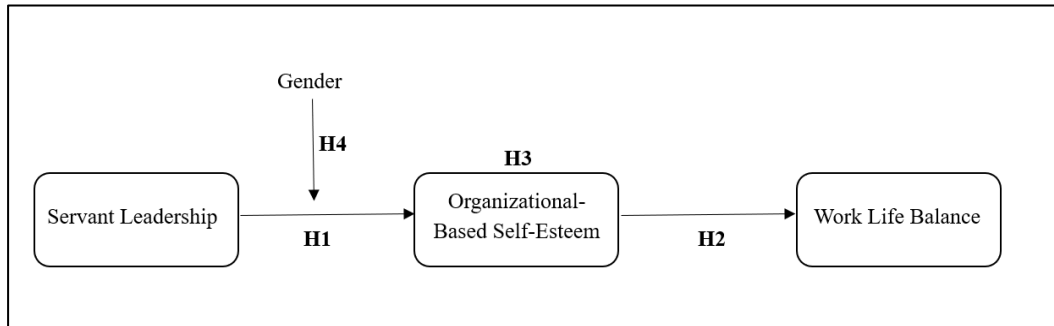 Gender
H4
H3
Servant Leadership
Organizational-
Based Self-Esteem
Work Life Balance
H1
H2